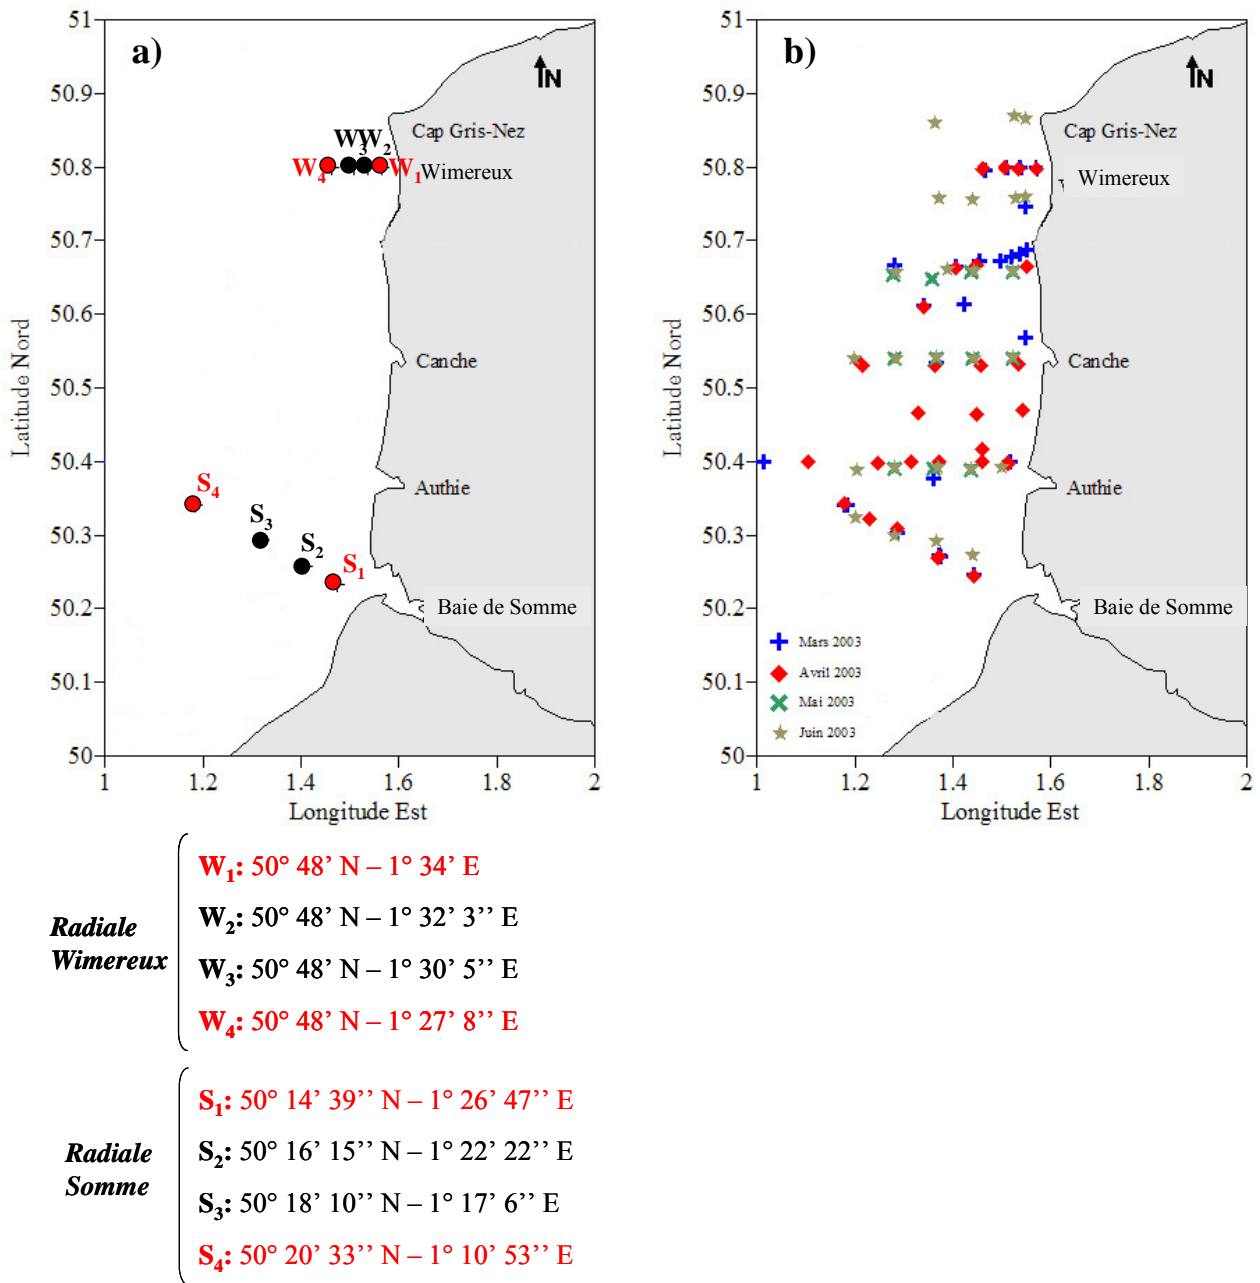 a)
51
50.9
50.8
50.7
50.6
50.5
50.4
50.3
50.2
50.1
50
Latitude Nord
1
1.2
1.4
1.6
1.8
2
Longitude Est
N
Cap Gris-Nez
Wimereux
W4
W3
W2
W1
Canche
Authie
Baie de Somme
S4
S3
S2
S1
b)
51
50.9
50.8
50.7
50.6
50.5
50.4
50.3
50.2
50.1
50
Latitude Nord
1
1.2
1.4
1.6
1.8
2
Longitude Est
N
Cap Gris-Nez
Wimereux
Canche
Authie
Baie de Somme
Mars 2003
Avril 2003
Mai 2003
Juin 2003
Radiale
Wimereux
W1: 50° 48’ N – 1° 34’ E
W2: 50° 48’ N – 1° 32’ 3’’ E
W3: 50° 48’ N – 1° 30’ 5’’ E
W4: 50° 48’ N – 1° 27’ 8’’ E
Radiale
Somme
S1: 50° 14’ 39’’ N – 1° 26’ 47’’ E
S2: 50° 16’ 15’’ N – 1° 22’ 22’’ E
S3: 50° 18’ 10’’ N – 1° 17’ 6’’ E
S4: 50° 20’ 33’’ N – 1° 10’ 53’’ E